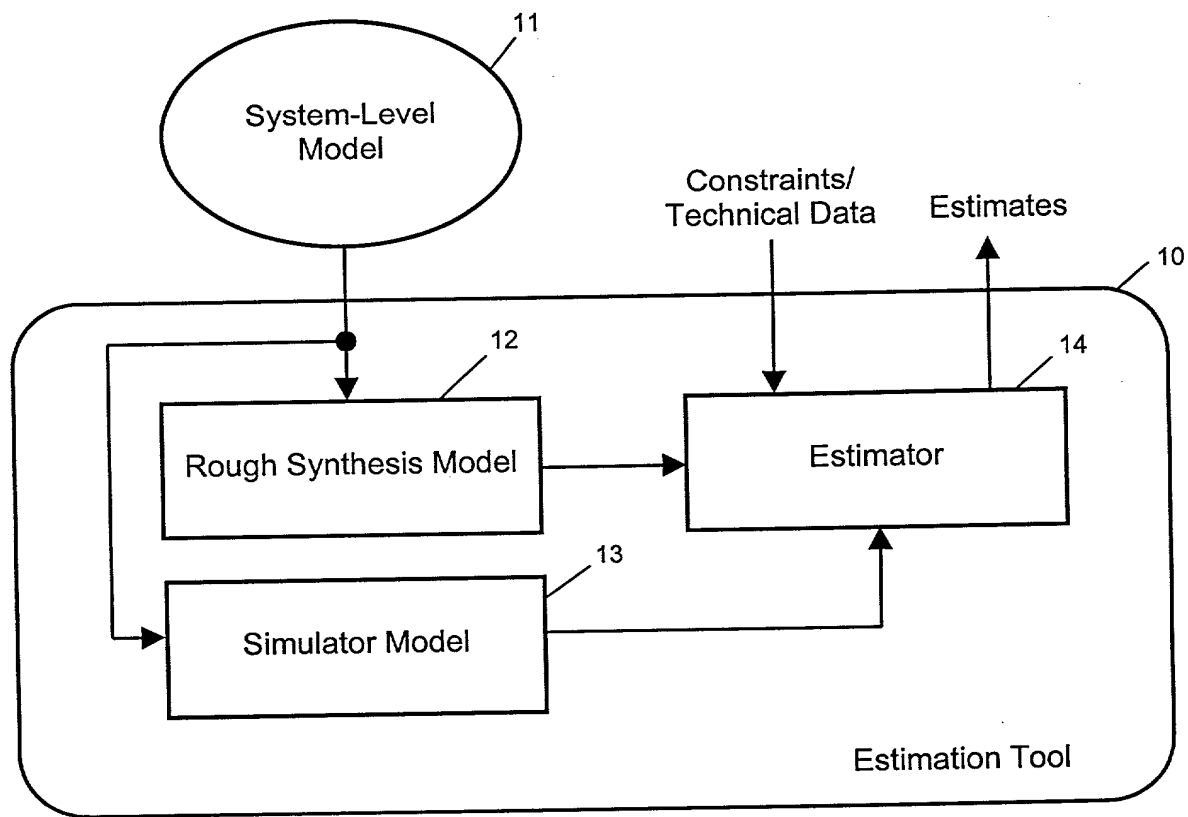 11
System-Level
Model
Constraints/
Technical Data
Estimates
10
12
14
Rough Synthesis Model
Estimator
13
Simulator Model
Estimation Tool